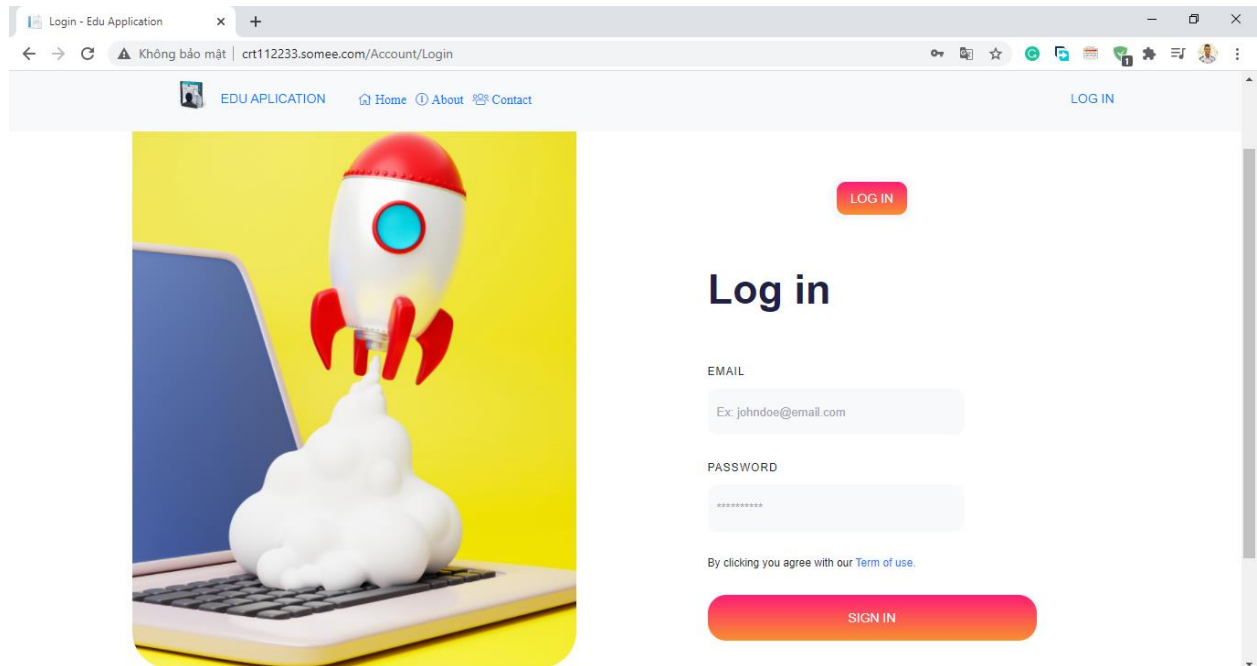 Login - Edu Application
Không bảo mật | crt112233.somee.com/Account/Login
1
EDU APLICATION Home About Contact LOG IN
LOG IN
Log in
EMAIL
Ex: johndoe@email.com
PASSWORD
**********
By clicking you agree with our Term of use.
SIGN IN